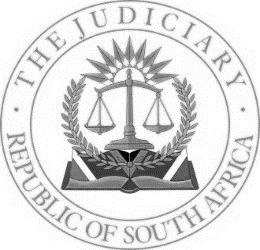 · THE JUDICIARY ·
REPUBLIC OF SOUTH AFRICA